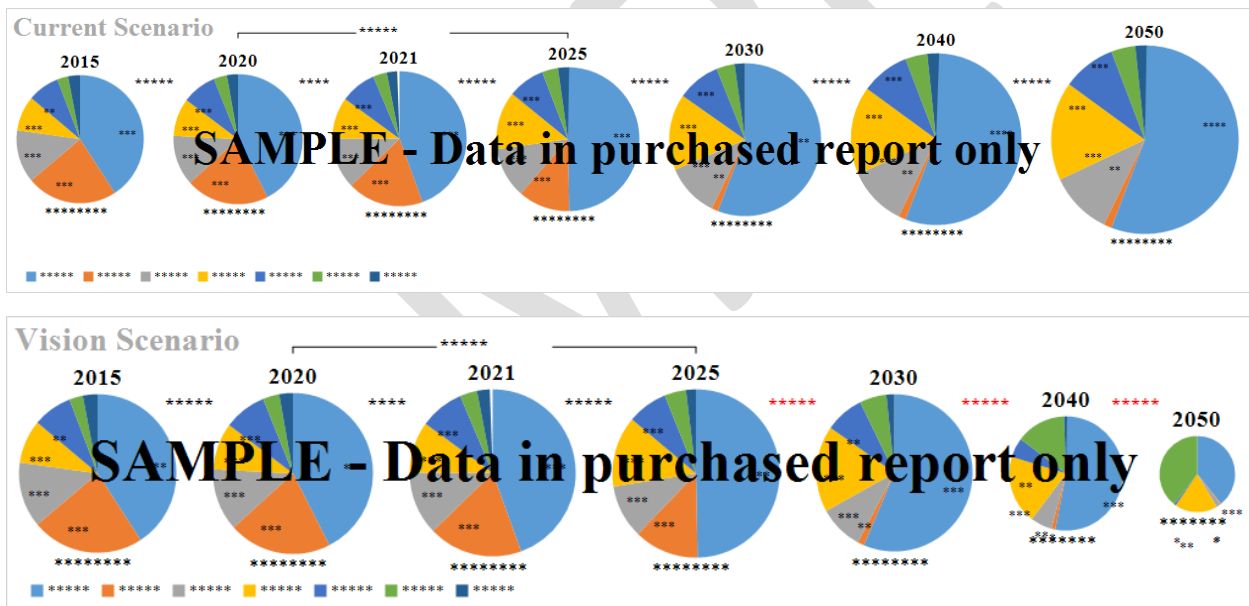 Current Scenario
*****
2015 2020 2021 2025 2030 2040 2050
***** **** ***** ***** ***** *****
SAMPLE - Data in purchased report only
******** ******** ******** ******** ******** ******** ********
***** ***** ***** ***** ***** ***** *****
Vision Scenario
*****
2015 2020 2021 2025 2030 2040 2050
***** **** ***** ***** ***** *****
SAMPLE - Data in purchased report only
******** ******** ******** ******** ******** ******* *******
***** ***** ***** ***** ***** ***** *****